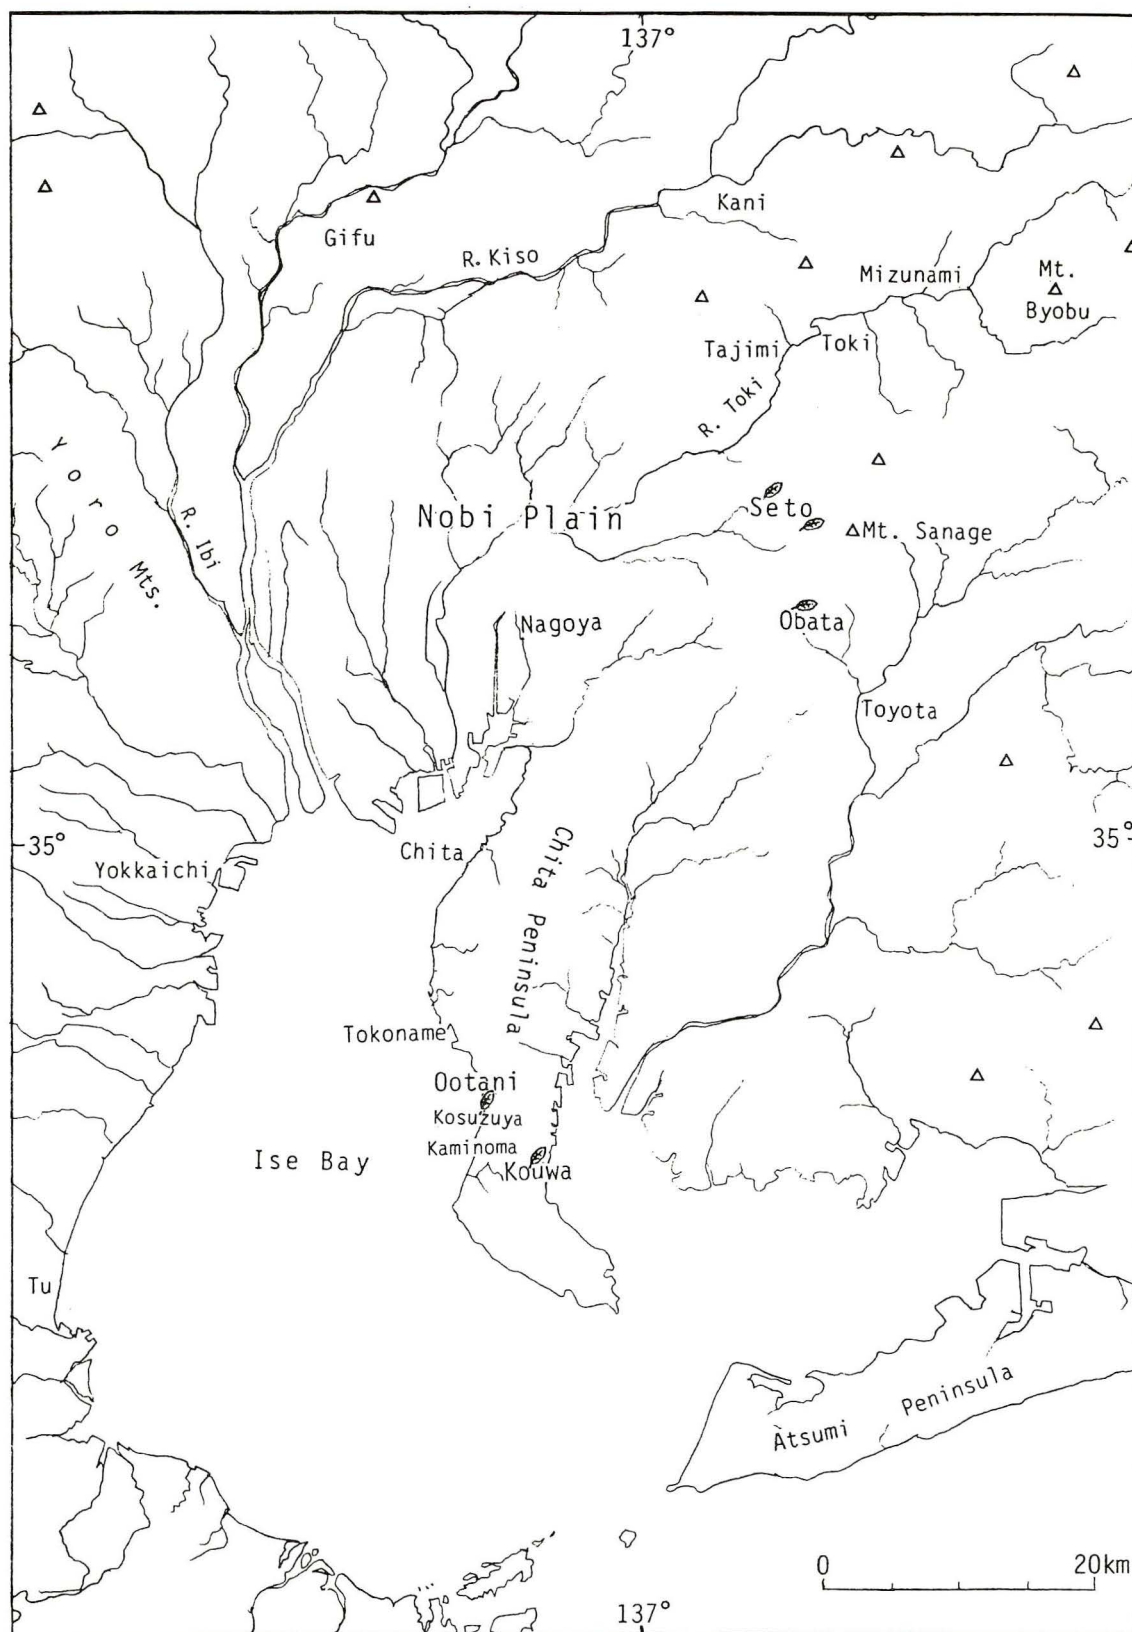 137°
Kani
Gifu
R. Kiso
Mizunami
Mt.
Byobu
Tajimi
Toki
R. Toki
Yoro Mts.
R. Ibi
Nobi Plain
Seto
Mt. Sanage
Nagoya
Obata
Toyota
35°
35°
Chita
Yokkaichi
Chita Peninsula
Tokoname
Ootani
Kosuzuya
Kaminoma
Kouwa
Ise Bay
Tu
Peninsula
Atsumi
0 20km
137°